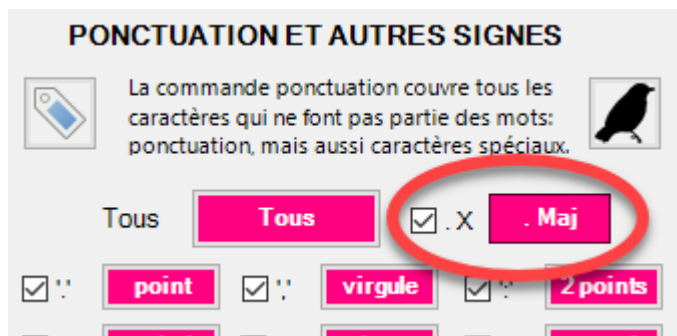 PONCTUATION ET AUTRES SIGNES
La commande ponctuation couvre tous les
caractères qui ne font pas partie des mots:
ponctuation, mais aussi caractères spéciaux.
Tous Tous . X . Maj
'.' point ',' virgule ':' 2 points